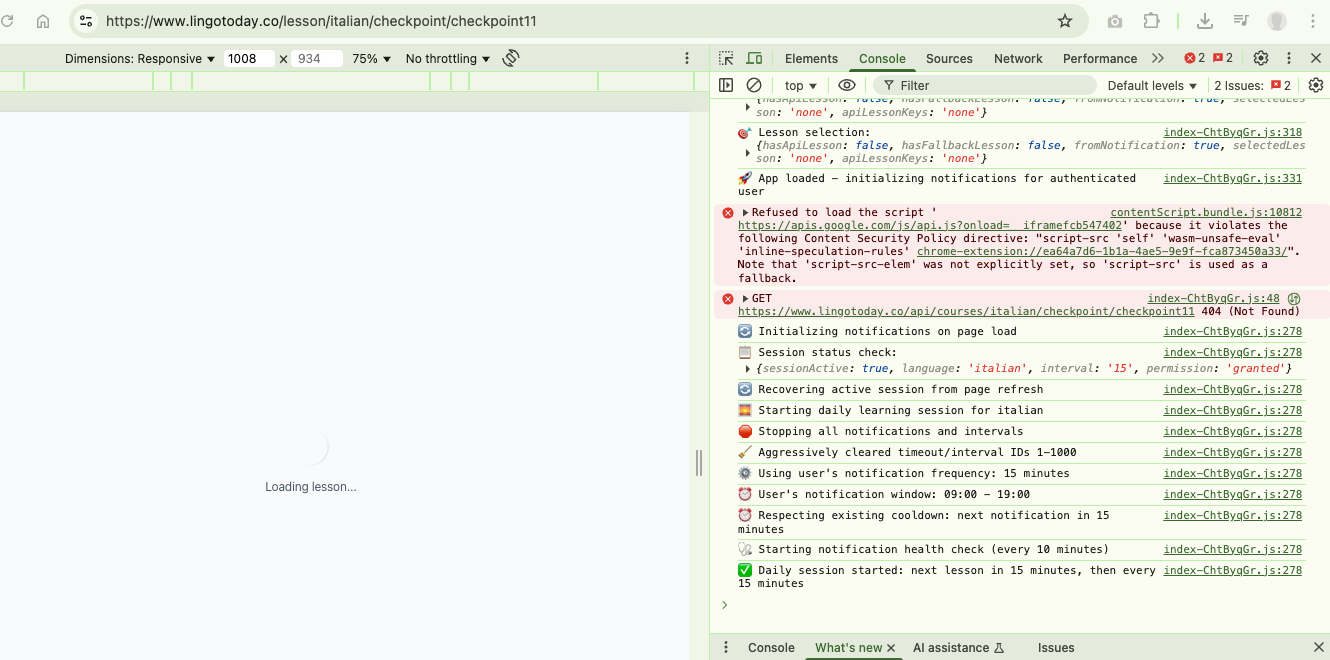 https://www.lingotoday.co/lesson/italian/checkpoint/checkpoint11
Dimensions: Responsive 1008 × 934 75% No throttling
Elements Console Sources Network Performance 2 2
top Filter Default levels 2 Issues: 2
{hasApiLesson: false, hasFallbackLesson: false, fromNotification: true, selectedLes
son: 'none', apiLessonKeys: 'none'}
🎯 Lesson selection: index-ChtByqGr.js:318
{hasApiLesson: false, hasFallbackLesson: false, fromNotification: true, selectedLes
son: 'none', apiLessonKeys: 'none'}
🚀 App loaded - initializing notifications for authenticated index-ChtByqGr.js:331
user
Refused to load the script ' contentScript.bundle.js:10812
https://apis.google.com/js/api.js?onload=__iframefcb547402' because it violates the
following Content Security Policy directive: "script-src 'self' 'wasm-unsafe-eval'
'inline-speculation-rules' chrome-extension://ea64a7d6-1b1a-4ae5-9e9f-fca873450a33/".
Note that 'script-src-elem' was not explicitly set, so 'script-src' is used as a
fallback.
GET index-ChtByqGr.js:48
https://www.lingotoday.co/api/courses/italian/checkpoint/checkpoint11 404 (Not Found)
🔄 Initializing notifications on page load index-ChtByqGr.js:278
📋 Session status check: index-ChtByqGr.js:278
{sessionActive: true, language: 'italian', interval: '15', permission: 'granted'}
🔄 Recovering active session from page refresh index-ChtByqGr.js:278
🌅 Starting daily learning session for italian index-ChtByqGr.js:278
🛑 Stopping all notifications and intervals index-ChtByqGr.js:278
🧹 Aggressively cleared timeout/interval IDs 1-1000 index-ChtByqGr.js:278
⚙️ Using user's notification frequency: 15 minutes index-ChtByqGr.js:278
⏰ User's notification window: 09:00 - 19:00 index-ChtByqGr.js:278
⏰ Respecting existing cooldown: next notification in 15 index-ChtByqGr.js:278
minutes
🩺 Starting notification health check (every 10 minutes) index-ChtByqGr.js:278
✅ Daily session started: next lesson in 15 minutes, then every index-ChtByqGr.js:278
15 minutes
Loading lesson...
Console What's new AI assistance Issues